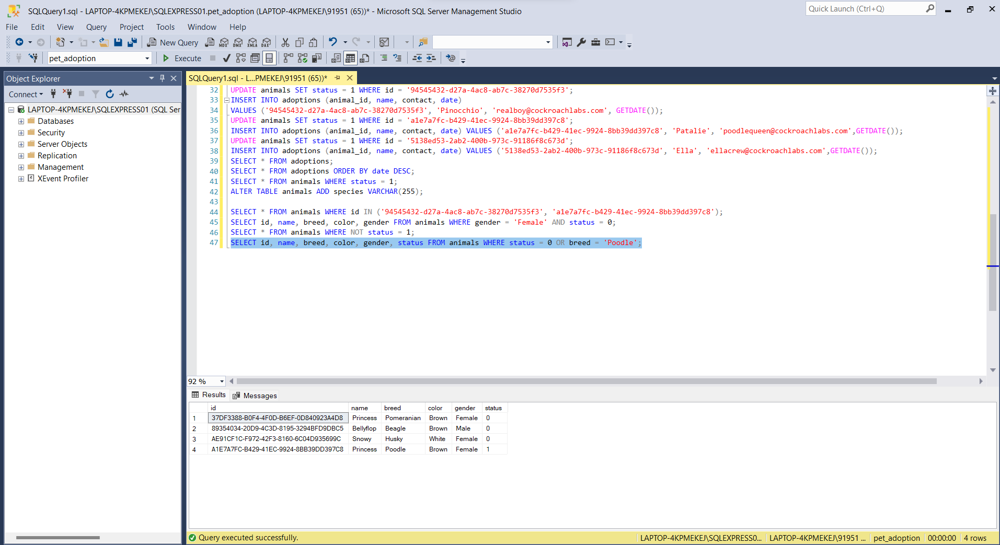 SQLQuery1.sql - LAPTOP-4KPMEKEJ\SQLEXPRESS01.pet_adoption (LAPTOP-4KPMEKEJ\91951 (65))* - Microsoft SQL Server Management Studio
Quick Launch (Ctrl+Q)
File Edit View Query Project Tools Window Help
New Query MDX DMX XMLA DAX
pet_adoption Execute
Object Explorer
SQLQuery1.sql - L...PMEKEJ\91951 (65))*
Connect
LAPTOP-4KPMEKEJ\SQLEXPRESS01 (SQL Ser
Databases
Security
Server Objects
Replication
Management
XEvent Profiler
32 UPDATE animals SET status = 1 WHERE id = '94545432-d27a-4ac8-ab7c-38270d7535f3';
33 INSERT INTO adoptions (animal_id, name, contact, date)
34 VALUES ('94545432-d27a-4ac8-ab7c-38270d7535f3', 'Pinocchio', 'realboy@cockroachlabs.com', GETDATE());
35 UPDATE animals SET status = 1 WHERE id = 'a1e7a7fc-b429-41ec-9924-8bb39dd397c8';
36 INSERT INTO adoptions (animal_id, name, contact, date) VALUES ('a1e7a7fc-b429-41ec-9924-8bb39dd397c8', 'Patalie', 'poodlequeen@cockroachlabs.com',GETDATE());
37 UPDATE animals SET status = 1 WHERE id = '5138ed53-2ab2-400b-973c-91186f8c673d';
38 INSERT INTO adoptions (animal_id, name, contact, date) VALUES ('5138ed53-2ab2-400b-973c-91186f8c673d', 'Ella', 'ellacrew@cockroachlabs.com',GETDATE());
39 SELECT * FROM adoptions;
40 SELECT * FROM adoptions ORDER BY date DESC;
41 SELECT * FROM animals WHERE status = 1;
42 ALTER TABLE animals ADD species VARCHAR(255);
43
44 SELECT * FROM animals WHERE id IN ('94545432-d27a-4ac8-ab7c-38270d7535f3', 'a1e7a7fc-b429-41ec-9924-8bb39dd397c8');
45 SELECT id, name, breed, color, gender FROM animals WHERE gender = 'Female' AND status = 0;
46 SELECT * FROM animals WHERE NOT status = 1;
47 SELECT id, name, breed, color, gender, status FROM animals WHERE status = 0 OR breed = 'Poodle';
92 %
Results Messages
id name breed color gender status
1 37DF3388-B0F4-4F0D-B6EF-0D840923A4D8 Princess Pomeranian Brown Female 0
2 89354034-20D9-4C3D-8195-3294BFD9DBC5 Bellyflop Beagle Brown Male 0
3 AE91CF1C-F972-42F3-8160-6C04D935699C Snowy Husky White Female 0
4 A1E7A7FC-B429-41EC-9924-8BB39DD397C8 Princess Poodle Brown Female 1
Query executed successfully. LAPTOP-4KPMEKEJ\SQLEXPRESS0... LAPTOP-4KPMEKEJ\91951 ... pet_adoption 00:00:00 4 rows